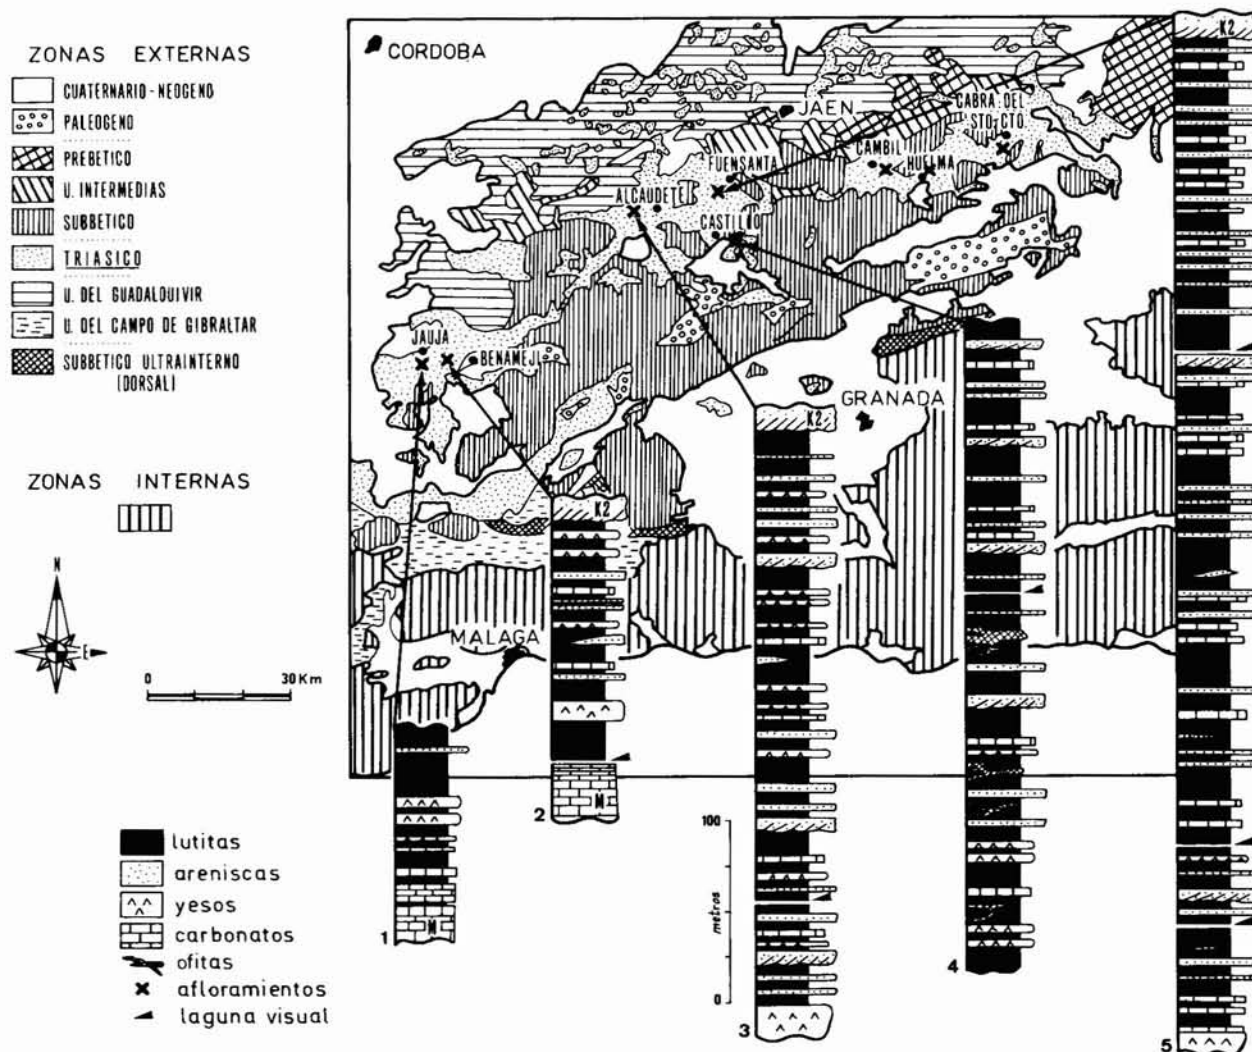 ZONAS EXTERNAS
CUATERNARIO-NEOGENO
PALEOGENO
PREBETICO
U. INTERMEDIAS
SUBBETICO
TRIASICO
U. DEL GUADALQUIVIR
U. DEL CAMPO DE GIBRALTAR
SUBBETICO ULTRAINTERNO
(DORSAL)
ZONAS INTERNAS
N
E
0 30 Km
lutitas
areniscas
yesos
carbonatos
ofitas
afloramientos
laguna visual
CORDOBA
JAEN
CABRA DEL
STO CTO
CAMBIL
HUELMA
FUENSANTA
ALCAUDETE
CASTILLO
JAUJA
BENAMEJI
GRANADA
MALAGA
K2
K2
K2
M
M
100
metros
0
1
2
3
4
5